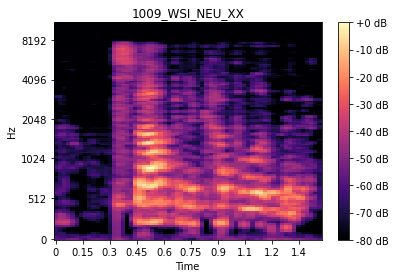 1009_WSI_NEU_XX
+0 dB
8192
-10 dB
4096
-20 dB
-30 dB
2048
Hz
-40 dB
1024
-50 dB
512
-60 dB
-70 dB
0
-80 dB
0 0.15 0.3 0.45 0.6 0.75 0.9 1.1 1.2 1.4
Time